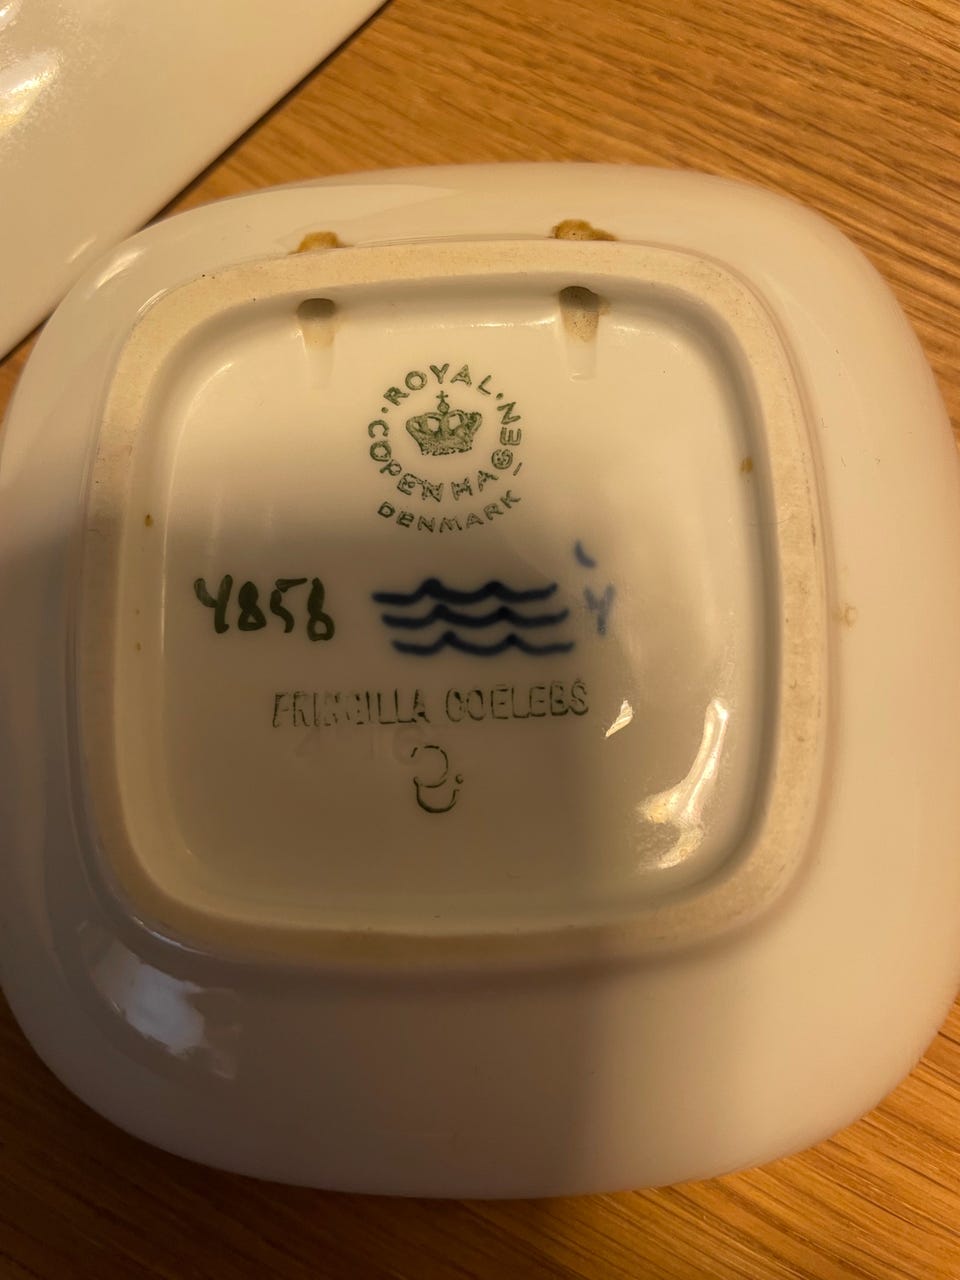 ROYAL·COPENHAGEN
DENMARK
4858
FRINGILLA COELEBS